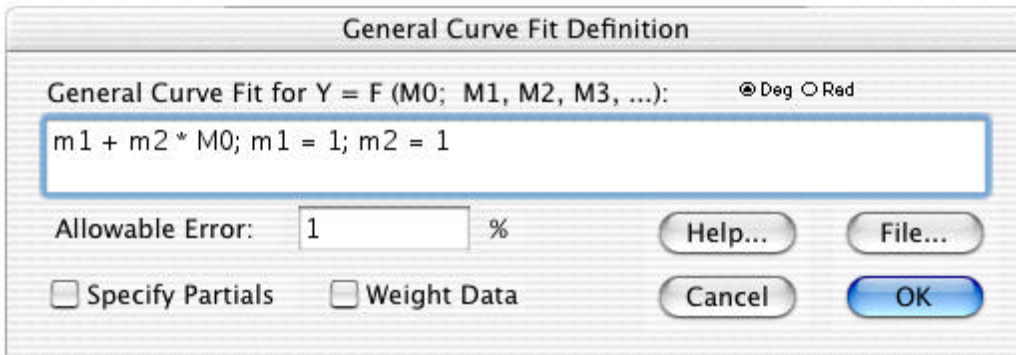 General Curve Fit Definition
General Curve Fit for Y = F (M0; M1, M2, M3, ...): Deg Rad
m1 + m2 * M0; m1 = 1; m2 = 1
Allowable Error: 1 % Help... File...
Specify Partials Weight Data Cancel OK